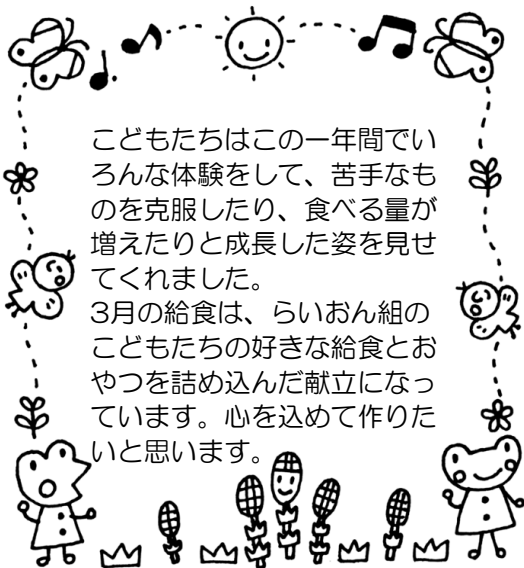 こどもたちはこの一年間でい
ろんな体験をして、苦手なも
のを克服したり、食べる量が
増えたりと成長した姿を見せ
てくれました。
3月の給食は、らいおん組の
こどもたちの好きな給食とお
やつを詰め込んだ献立になっ
ています。心を込めて作りた
いと思います。